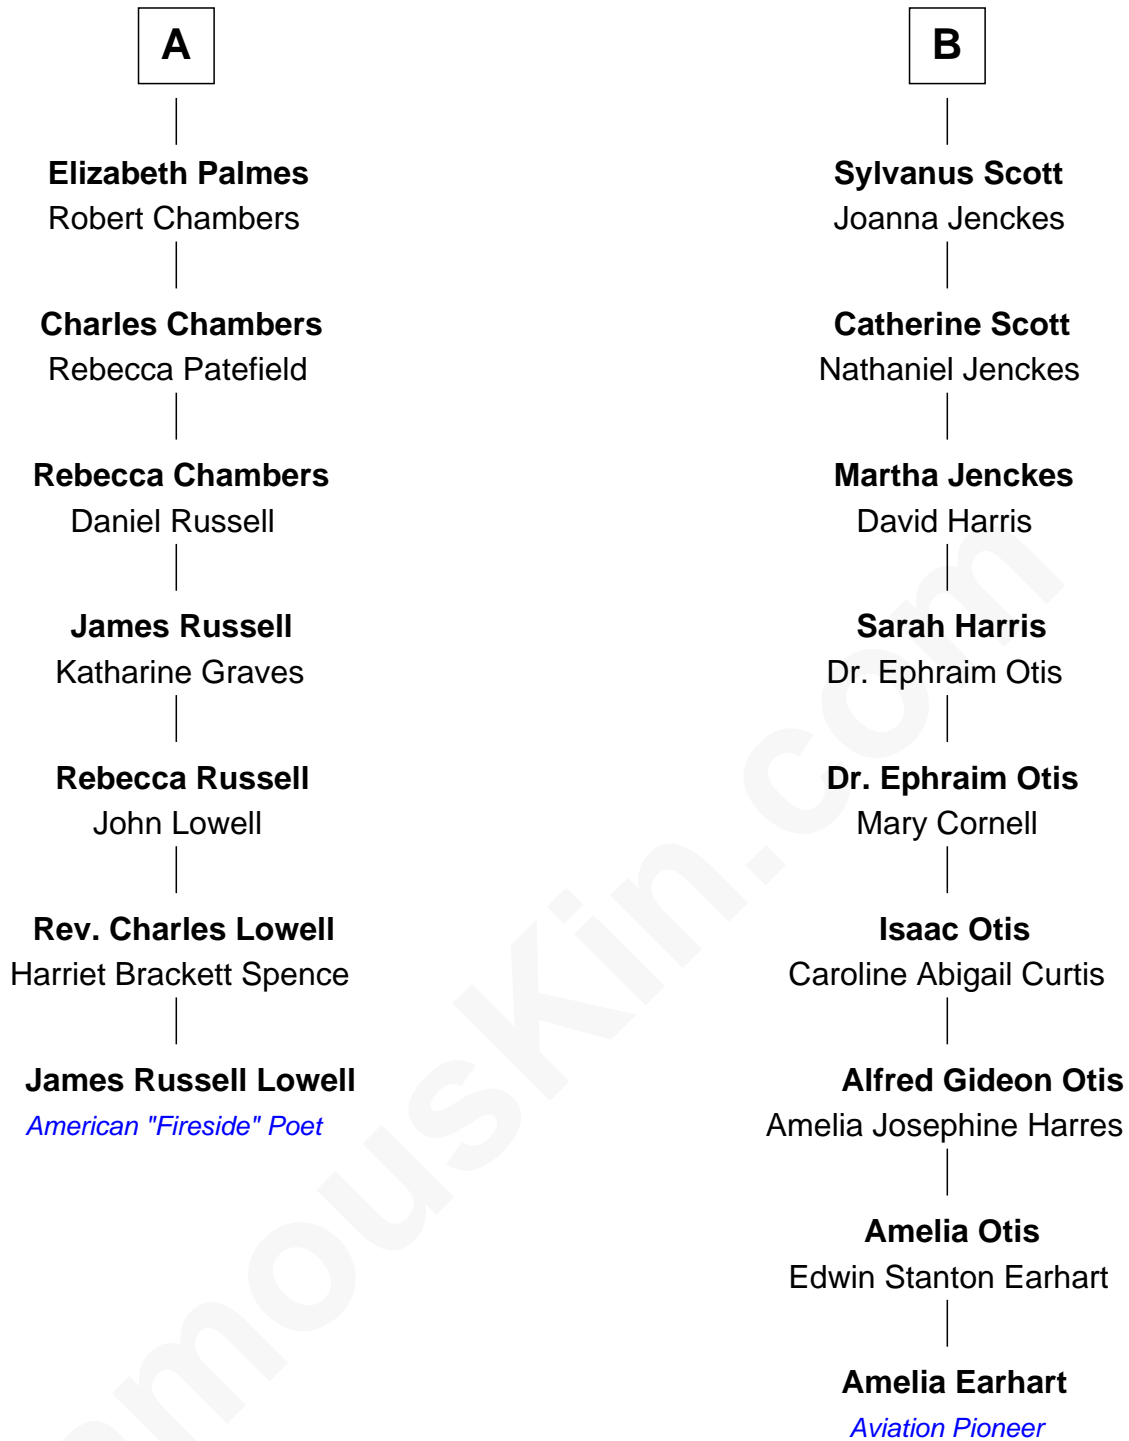 A
Elizabeth Palmes
Robert Chambers
Charles Chambers
Rebecca Patefield
Rebecca Chambers
Daniel Russell
James Russell
Katharine Graves
Rebecca Russell
John Lowell
Rev. Charles Lowell
Harriet Brackett Spence
James Russell Lowell
American "Fireside" Poet
B
Sylvanus Scott
Joanna Jenckes
Catherine Scott
Nathaniel Jenckes
Martha Jenckes
David Harris
Sarah Harris
Dr. Ephraim Otis
Dr. Ephraim Otis
Mary Cornell
Isaac Otis
Caroline Abigail Curtis
Alfred Gideon Otis
Amelia Josephine Harres
Amelia Otis
Edwin Stanton Earhart
Amelia Earhart
Aviation Pioneer
amouskin.com